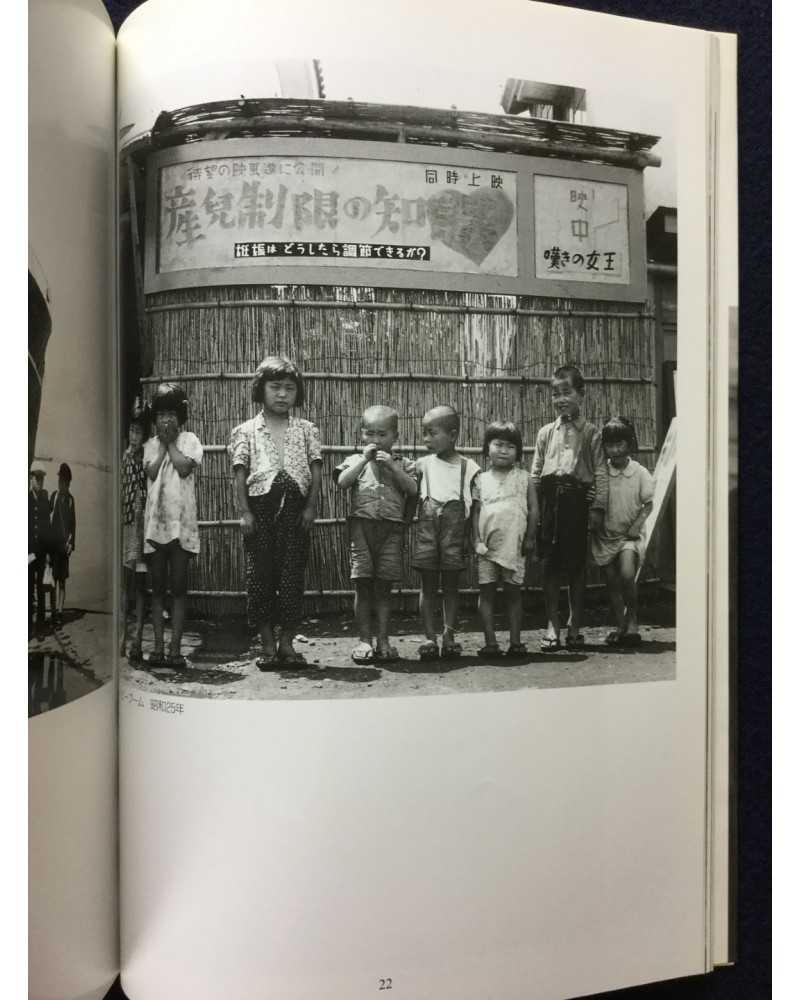 待望の映画遂に公開！
同時上映
産兒制限の知識
妊娠はどうしたら調節できるか？
映
中
嘆きの女王
ーブーム 昭和25年
22